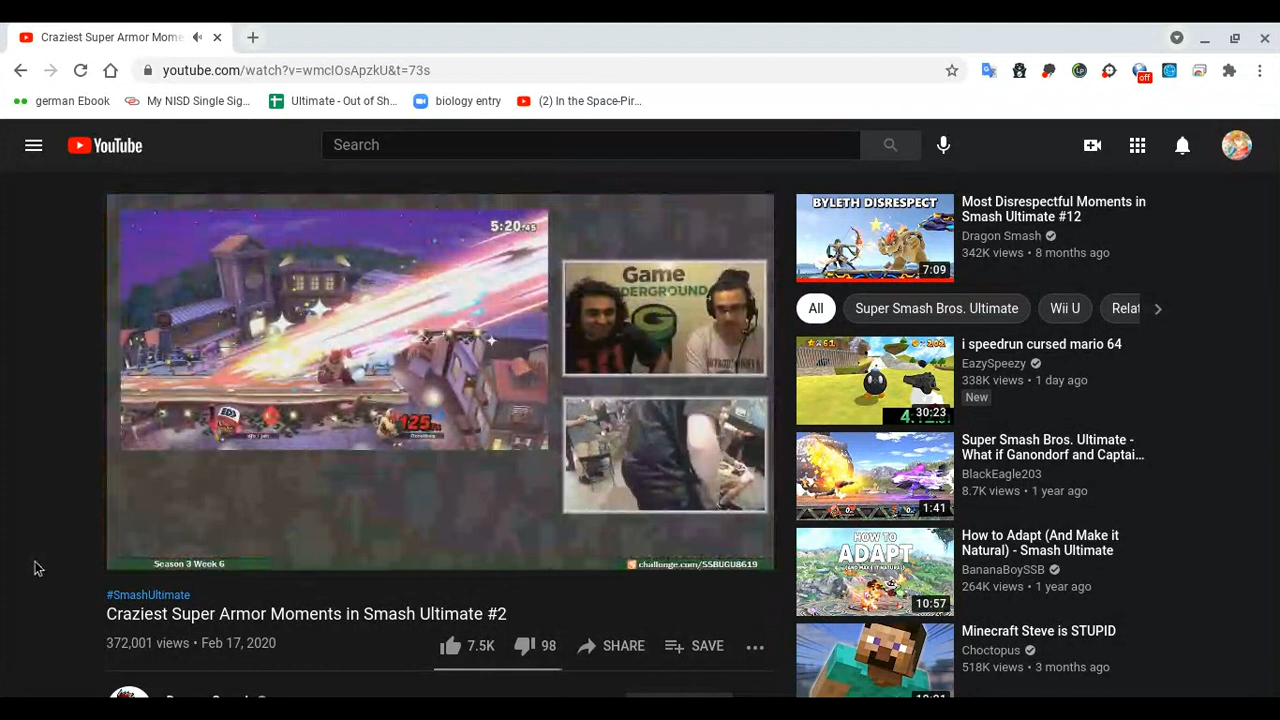 Craziest Super Armor Mome
youtube.com/watch?v=wmcIOsApzkU&t=73s
off
german Ebook
My NISD Single Sig...
Ultimate - Out of Sh...
biology entry
(2) In the Space-Pir...
YouTube
Search
5:20
Game
DERGROUND
EDS
125
Season 3 Week 6
challonge.com/SSBUGU8619
#SmashUltimate
Craziest Super Armor Moments in Smash Ultimate #2
372,001 views • Feb 17, 2020
7.5K
98
SHARE
SAVE
BYLETH DISRESPECT
7:09
Most Disrespectful Moments in
Smash Ultimate #12
Dragon Smash
342K views • 8 months ago
All
Super Smash Bros. Ultimate
Wii U
Relat
30:23
i speedrun cursed mario 64
EazySpeezy
338K views • 1 day ago
New
1:41
Super Smash Bros. Ultimate -
What if Ganondorf and Captai...
BlackEagle203
8.7K views • 1 year ago
HOW TO
ADAPT
10:57
How to Adapt (And Make it
Natural) - Smash Ultimate
BananaBoySSB
264K views • 1 year ago
Minecraft Steve is STUPID
Choctopus
518K views • 3 months ago